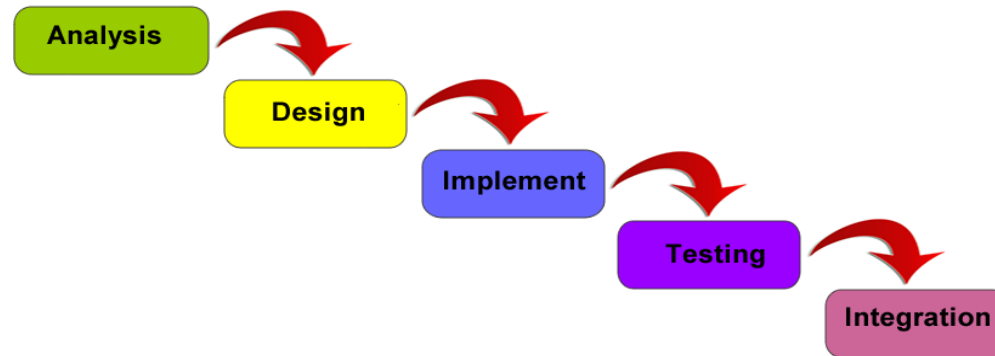 Analysis
Design
Implement
Testing
Integration